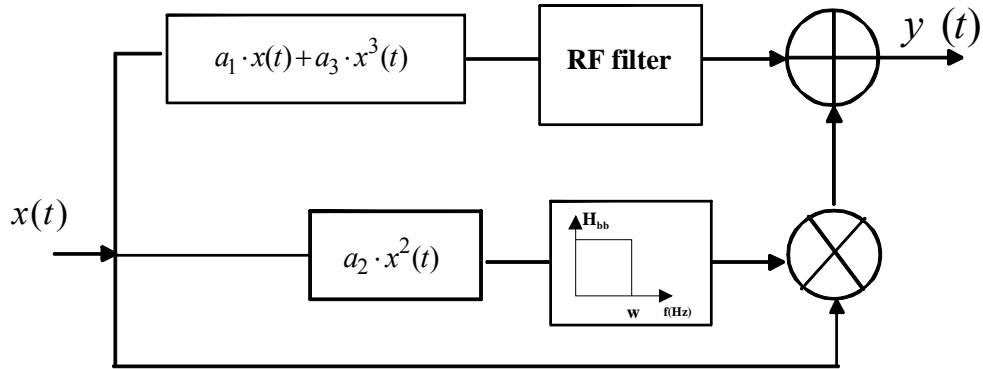 y (t)
a₁ · x(t) + a₃ · x³(t)
RF filter
x(t)
a₂ · x²(t)
H_bb
w f(Hz)